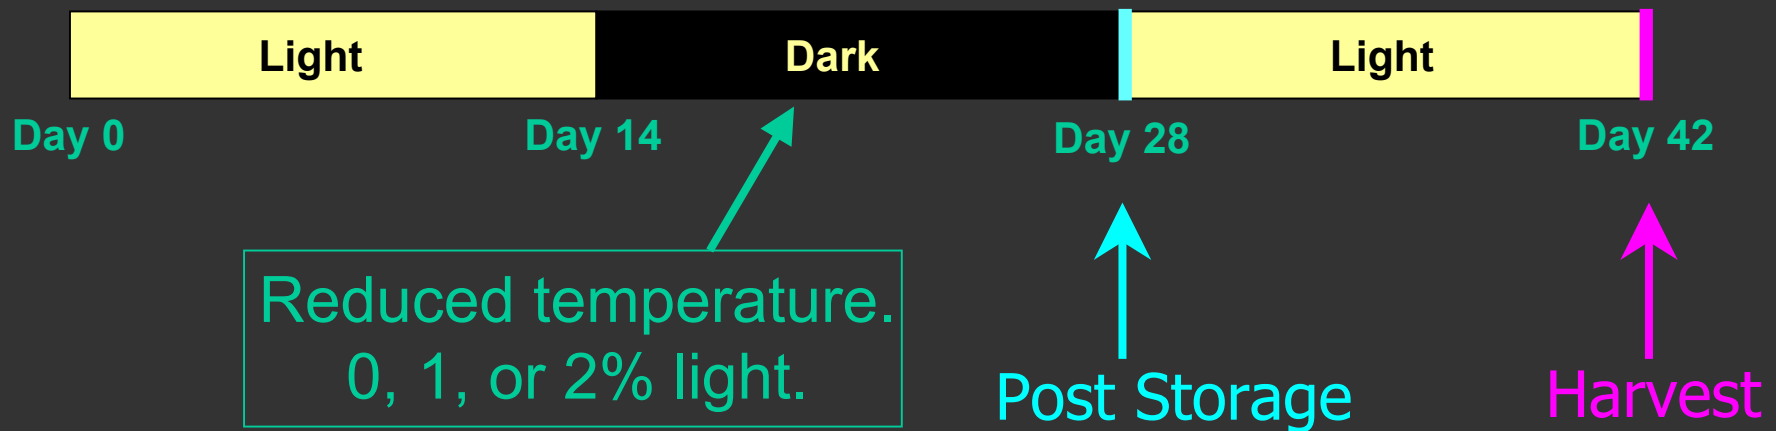 Light Dark Light
Day 0 Day 14 Day 28 Day 42
Reduced temperature.
0, 1, or 2% light.
Post Storage Harvest